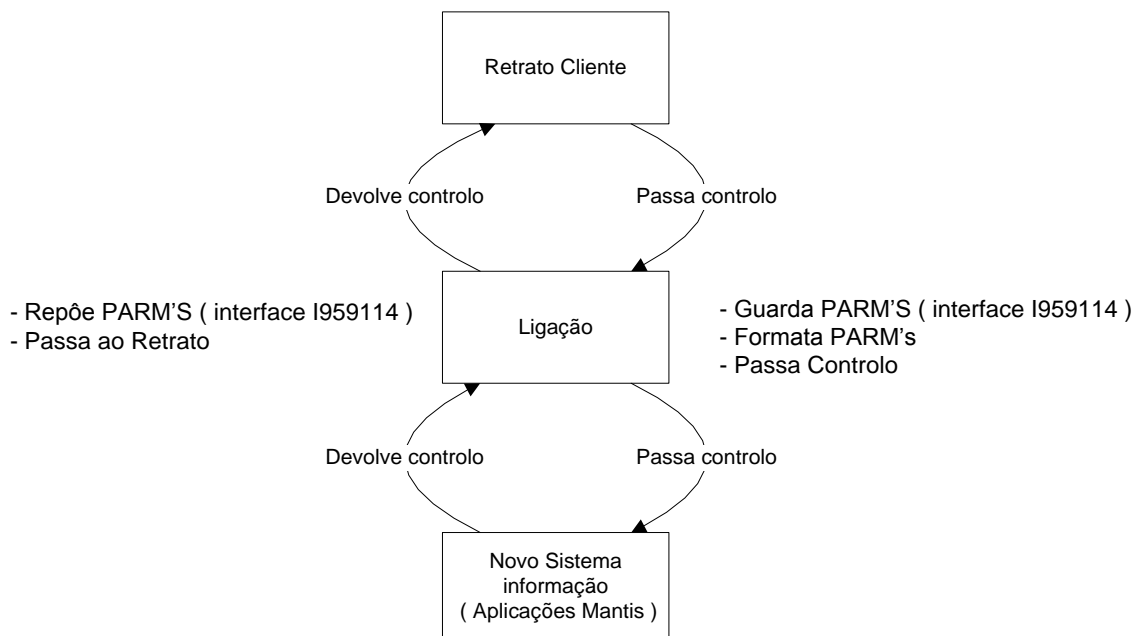 Retrato Cliente
Devolve controlo
Passa controlo
- Repôe PARM'S ( interface I959114 )
- Passa ao Retrato
Ligação
- Guarda PARM'S ( interface I959114 )
- Formata PARM's
- Passa Controlo
Devolve controlo
Passa controlo
Novo Sistema
informação
( Aplicações Mantis )